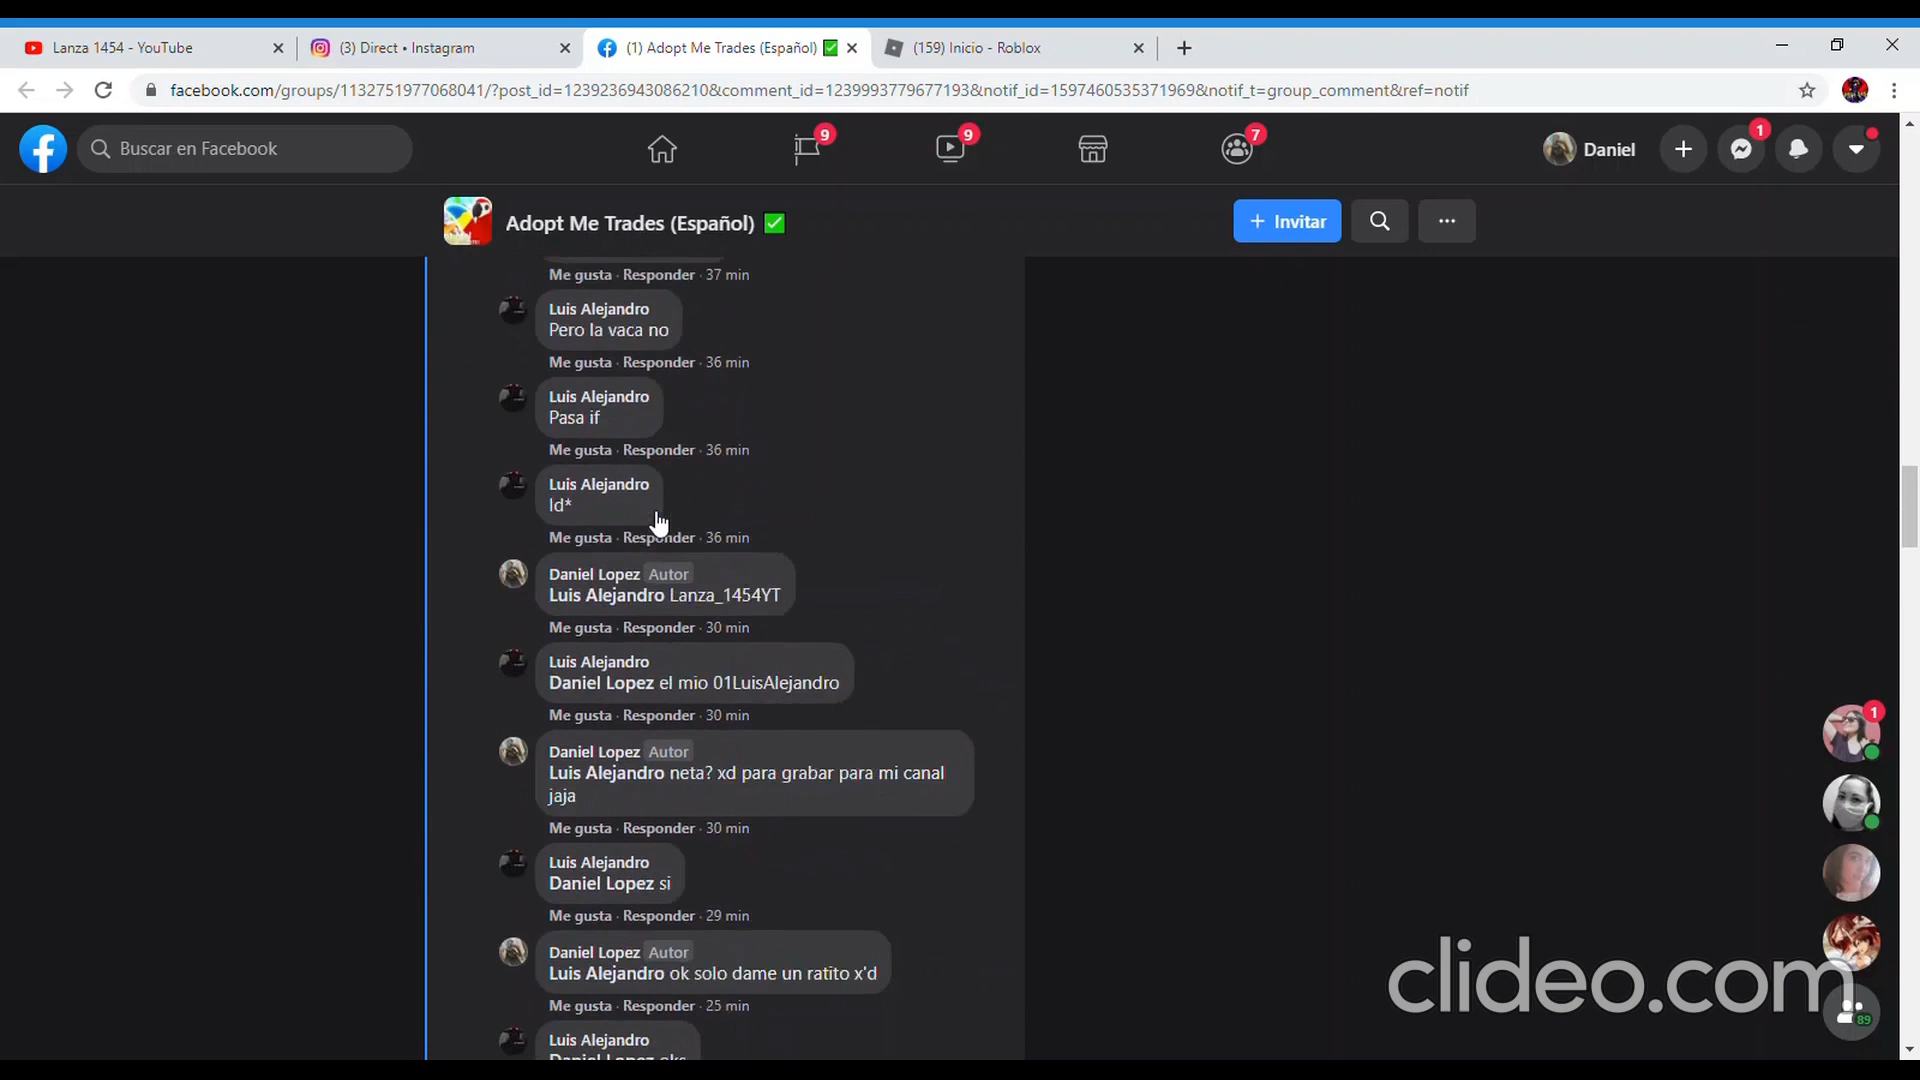 Lanza 1454 - YouTube
(3) Direct • Instagram
(1) Adopt Me Trades (Español) ✅
(159) Inicio - Roblox
facebook.com/groups/1132751977068041/?post_id=1239236943086210&comment_id=1239993779677193&notif_id=1597460535371969&notif_t=group_comment&ref=notif
Buscar en Facebook
9
9
7
Daniel
1
Adopt Me Trades (Español) ✅
+ Invitar
Me gusta · Responder · 37 min
Luis Alejandro
Pero la vaca no
Me gusta · Responder · 36 min
Luis Alejandro
Pasa if
Me gusta · Responder · 36 min
Luis Alejandro
Id*
Me gusta · Responder · 36 min
Daniel Lopez Autor
Luis Alejandro Lanza_1454YT
Me gusta · Responder · 30 min
Luis Alejandro
Daniel Lopez el mio 01LuisAlejandro
Me gusta · Responder · 30 min
1
Daniel Lopez Autor
Luis Alejandro neta? xd para grabar para mi canal
jaja
Me gusta · Responder · 30 min
Luis Alejandro
Daniel Lopez si
Me gusta · Responder · 29 min
Daniel Lopez Autor
Luis Alejandro ok solo dame un ratito x'd
Me gusta · Responder · 25 min
clideo.com
89
Luis Alejandro
Daniel Lopez oks